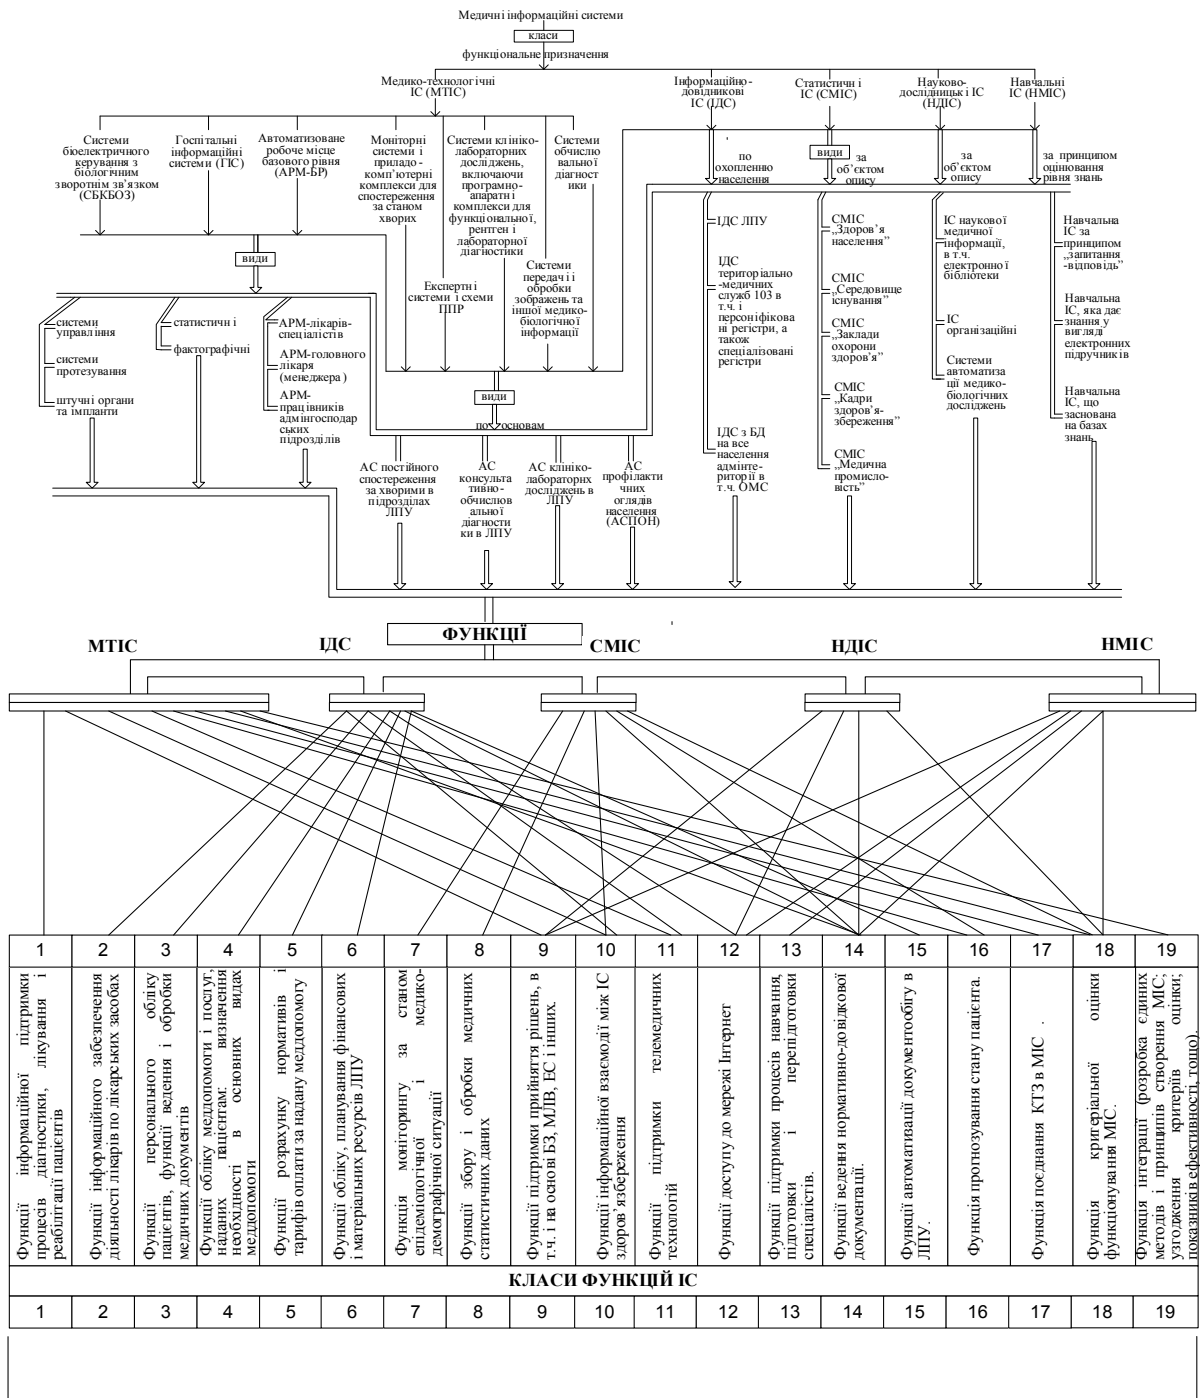 Медичні інформаційні системи
класи
функціональне призначення
Медико-технологічні
ІС (МТІС)
Інформаційно-
довідникові
ІС (ІДС)
Статистичні
ІС (СМІС)
Науково-
дослідницькі
ІС (НДІС)
Навчальні
ІС (НМІС)
Системи
біоелектричного
керування з
біологичним
зворотнім зв'язком
(СБКБОЗ)
Госпітальні
інформаційні
системи (ГІС)
Автоматизоване
робоче місце
базового рівня
(АРМ-БР)
Моніторні
системи і
приладо-
комп'ютерні
комплекси для
спостереження
за станом
хворих
Системи клініко-
лабораторних
досліджень,
включаючи
програмно-
апаратні
комплекси для
функціональної,
рентген і
лабораторної
діагностики
Системи
обчислю
вальної
діагност
ики
по
охопленню
населення
види
за
об'єктом
опису
за
об'єктом
опису
за принципом
оцінювання
рівня знань
види
Експертні
системи і схеми
ППР
Системи
передачі і
обробки
зображень та
іншої медико-
біологічної
інформації
системи
управління
системи
протезування
штучні органи
та імпланти
статистичні
фактографічні
АРМ-лікарів-
спеціалістів
АРМ-головного
лікаря
(менеджера)
АРМ-
працівників
адмінгосподар
ських
підрозділів
види
по основам
АС постійного
спостереження
за хворими в
підрозділах
ЛПУ
АС
консульта
тивно-
обчислюв
альної
діагности
ки в ЛПУ
АС клініко-
лабораторнх
досліджень в
ЛПУ
АС
профілакти
чних
оглядів
населення
(АСПОН)
ІДС ЛПУ
ІДС
територіально
-медичних
служб 103 в
т.ч. і
персоніфікова
ні регістри, а
також
спеціалізовані
регістри
ІДС з БД
на все
населення
адмінте-
риторії в
т.ч. ОМС
СМІС
„Здоров'я
населення”
СМІС
„Середовище
існування”
СМІС
„Заклади
охорони
здоров'я”
СМІС
„Кадри
здоров'я-
збереження”
СМІС
„Медична
промисло-
вість”
ІС наукової
медичної
інформації,
в т.ч.
електронної
бібліотеки
ІС
організаційні
Системи
автоматиза
ції медико-
біологічних
досліджень
Навчальна
ІС за
принципом
„запитання
-відповідь”
Навчальна
ІС, яка дає
знання у
вигляді
електронних
підручників
Навчальна
ІС, що
заснована
на базах
знань
ФУНКЦІЇ
МТІС ІДС СМІС НДІС НМІС
1 2 3 4 5 6 7 8 9 10 11 12 13 14 15 16 17 18 19
Функції інформаційної підтримки
процесів діагностики, лікування і
реабілітації пацієнтів
Функції інформаційного забезпечення
діяльності лікарів по лікарських засобах
Функції персонального обліку
пацієнтів, функції ведення і обробки
медичних документів
Функції обліку меддопомоги і послуг,
наданих пацієнтам: визначення
необхідності в основних видах
меддопомоги
Функції розрахунку нормативів і
тарифів оплати за надану меддопомогу
Функції обліку, планування фінансових
і матеріальних ресурсів ЛПУ
Функція моніторингу за станом
епідеміологічної і медико-
демографічної ситуації
Функції збору і обробки медичних
статистичних даних
Функції підтримки прийняття рішень, в
т.ч. і на основі БЗ, МЛВ, ЕС і інших.
Функції інформаційної взаємодії між ІС
здоров'язбереження
Функції підтримки телемедичних
технологій
Функції доступу до мережі Інтернет
Функції підтримки процесів навчання,
підготовки і перепідготовки
спеціалістів.
Функції ведення нормативно-довідкової
документації.
Функції автоматизації документообігу в
ЛПУ.
Функція прогнозування стану пацієнта.
Функція поєднання КТЗ в МІС .
Функція критеріальної оцінки
функціонування МІС.
Функція інтеграції (розробка єдиних
методів і принципів створення МІС;
узгодження критеріїв оцінки;
показників ефективності, тощо).
КЛАСИ ФУНКЦІЙ ІС
1 2 3 4 5 6 7 8 9 10 11 12 13 14 15 16 17 18 19